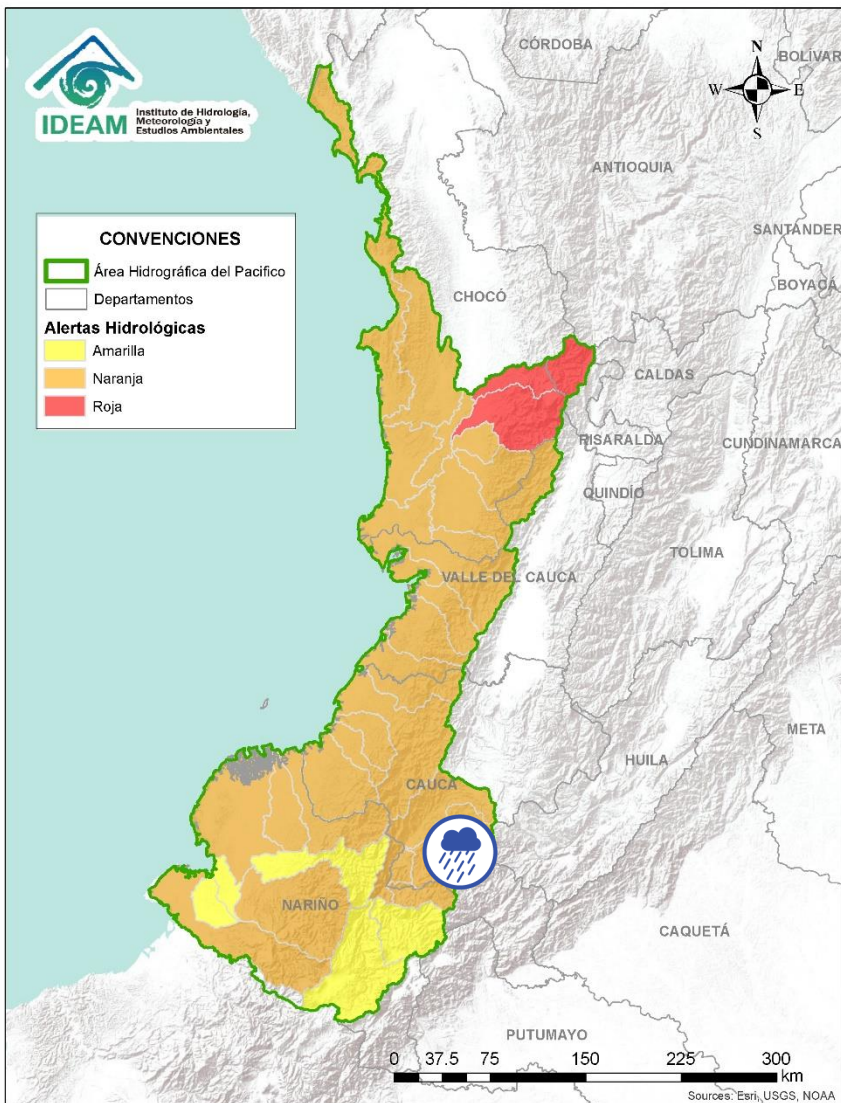 IDEAM
Instituto de Hidrología,
Meteorología y
Estudios Ambientales
N
W
E
S
CÓRDOBA
BOLÍVAR
ANTIOQUIA
SANTANDER
BOYACÁ
CHOCÓ
CALDAS
RISARALDA
CUNDINAMARCA
QUINDÍO
TOLIMA
VALLE DEL CAUCA
META
HUILA
CAUCA
NARIÑO
CAQUETÁ
PUTUMAYO
CONVENCIONES
Área Hidrográfica del Pacifico
Departamentos
Alertas Hidrológicas
Amarilla
Naranja
Roja
0 37.5 75 150 225 300
km
Sources: Esri, USGS, NOAA